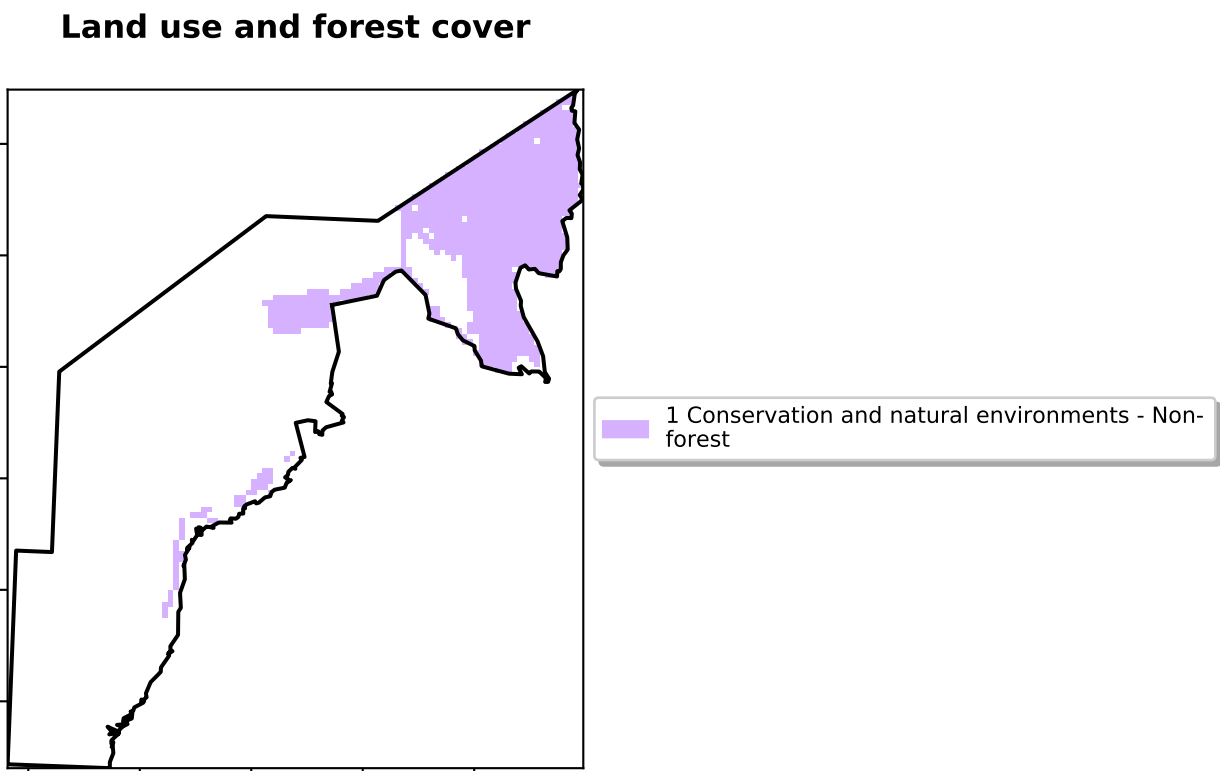 Land use and forest cover
1 Conservation and natural environments - Non-
forest